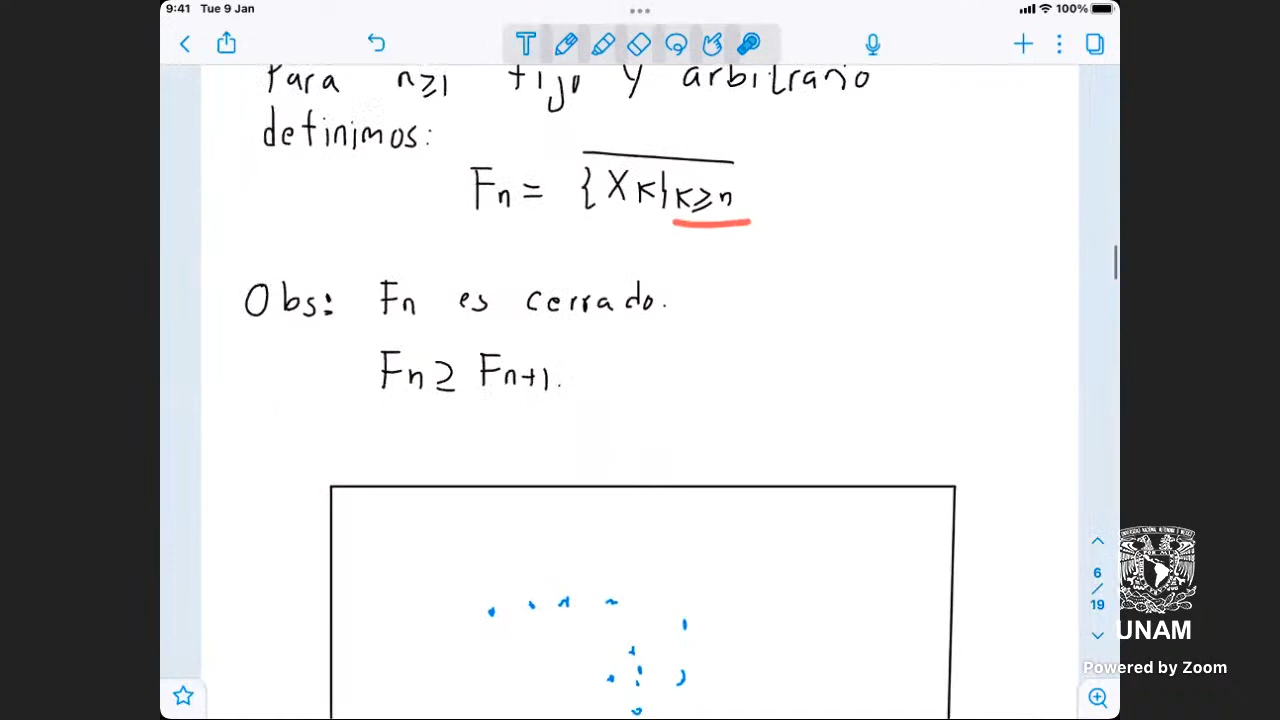 9:41 Tue 9 Jan
100%
Para n≥1 fijo y arbitrario
definimos:
Fn = {Xk}k≥n
Obs: Fn es cerrado.
Fn ⊇ Fn+1.
6
/
19
UNAM
Powered by Zoom